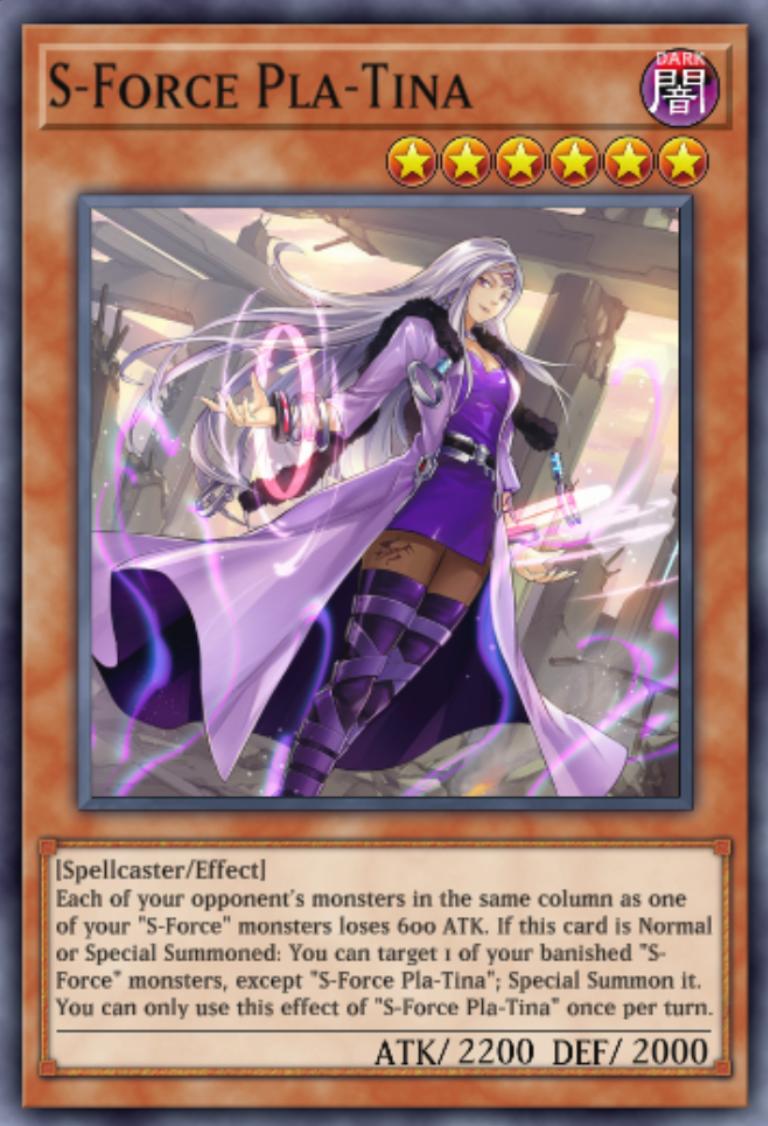 S-Force Pla-Tina
DARK
闇
[Spellcaster/Effect]
Each of your opponent's monsters in the same column as one
of your "S-Force" monsters loses 600 ATK. If this card is Normal
or Special Summoned: You can target 1 of your banished "S-
Force" monsters, except "S-Force Pla-Tina"; Special Summon it.
You can only use this effect of "S-Force Pla-Tina" once per turn.
ATK/ 2200 DEF/ 2000